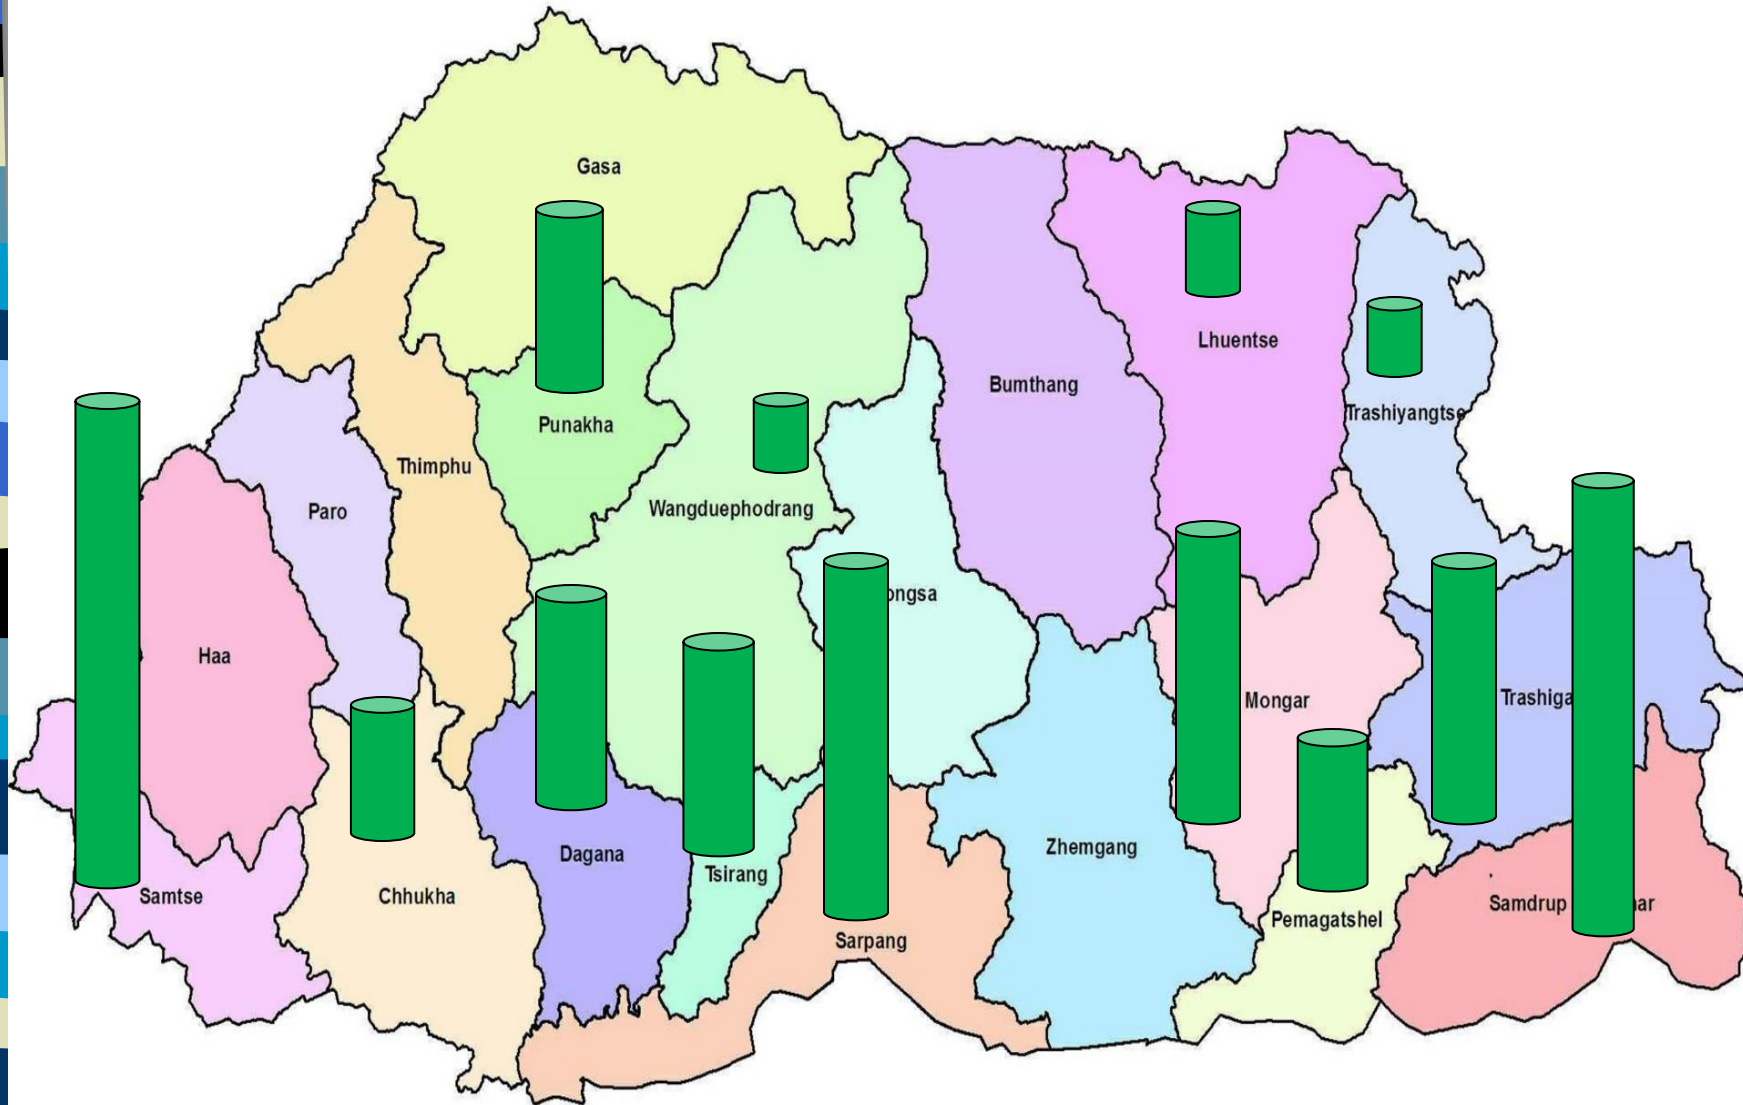 Gasa
Lhuentse
Bumthang
Trashiyangtse
Punakha
Thimphu
Wangduephodrang
Paro
ongsa
Haa
Mongar
Trashiga
Zhemgang
Dagana
Tsirang
Samtse
Chhukha
Samdrup ar
Pemagatshel
Sarpang